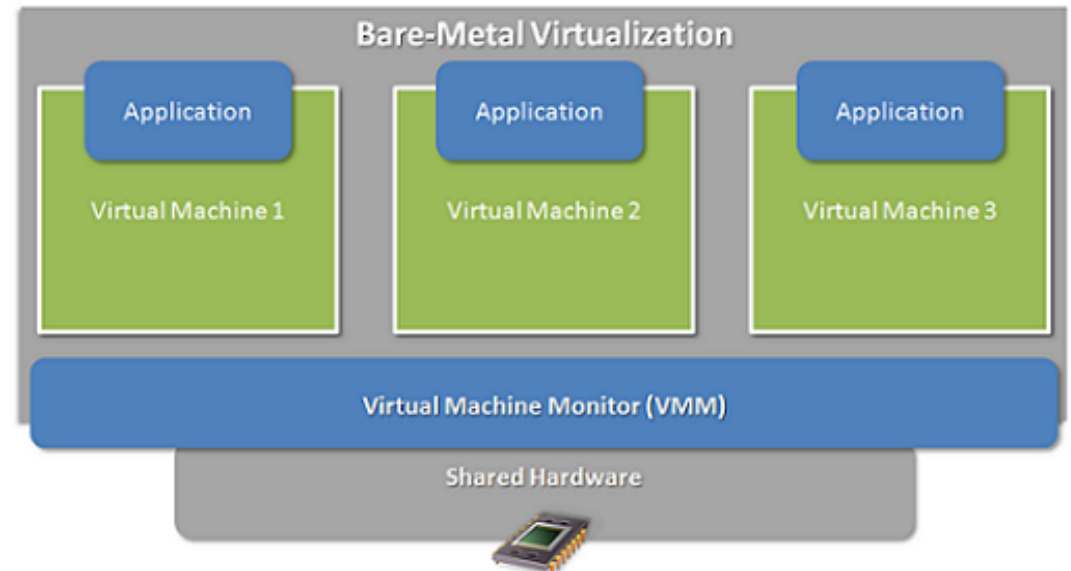 Bare-Metal Virtualization
Application
Application
Application
Virtual Machine 1
Virtual Machine 2
Virtual Machine 3
Virtual Machine Monitor (VMM)
Shared Hardware